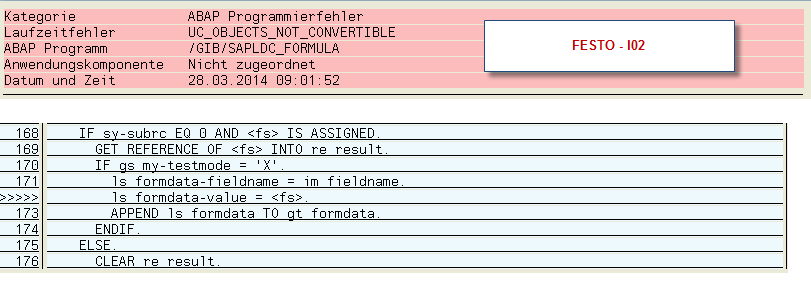 Kategorie ABAP Programmierfehler
Laufzeitfehler UC_OBJECTS_NOT_CONVERTIBLE
ABAP Programm /GIB/SAPLDC_FORMULA
Anwendungskomponente Nicht zugeordnet
Datum und Zeit 28.03.2014 09:01:52
FESTO - I02
168 IF sy-subrc EQ 0 AND <fs> IS ASSIGNED.
169 GET REFERENCE OF <fs> INTO re_result.
170 IF gs_my-testmode = 'X'.
171 ls_formdata-fieldname = im_fieldname.
>>>>> ls_formdata-value = <fs>.
173 APPEND ls_formdata TO gt_formdata.
174 ENDIF.
175 ELSE.
176 CLEAR re_result.